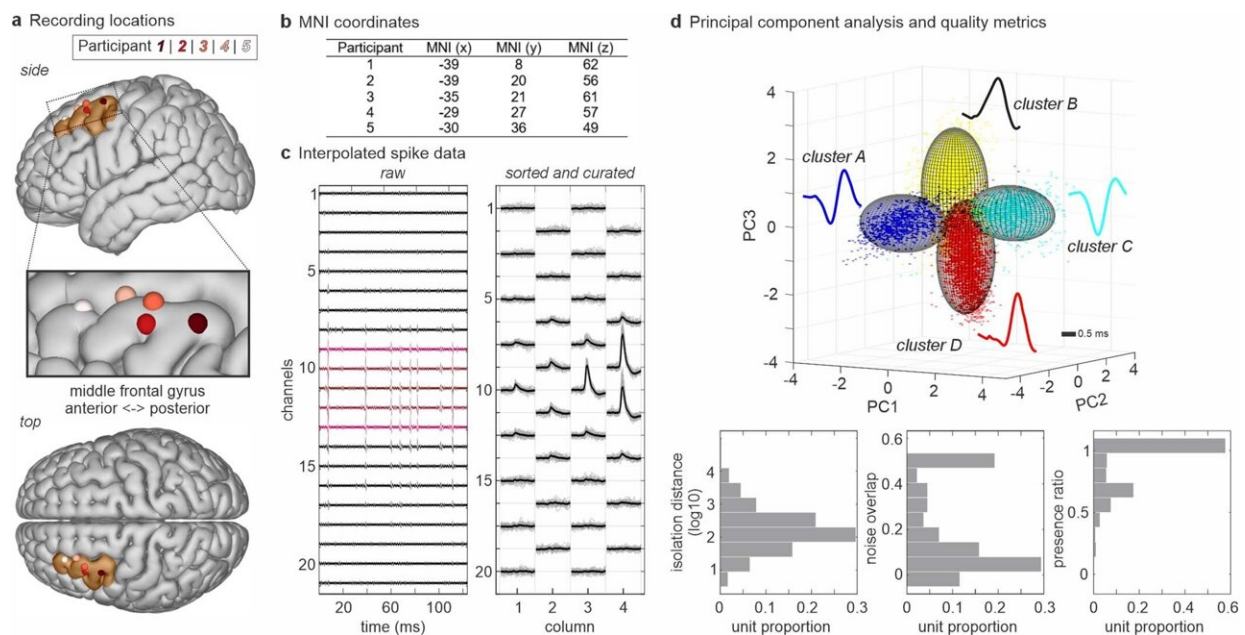 a Recording locations
Participant 1 | 2 | 3 | 4 | 5
side
middle frontal gyrus
anterior <-> posterior
top
b MNI coordinates
Participant MNI (x) MNI (y) MNI (z)
1 -39 8 62
2 -39 20 56
3 -35 21 61
4 -29 27 57
5 -30 36 49
c Interpolated spike data
raw
channels
1
5
10
15
20
20 60 100
time (ms)
sorted and curated
1
5
10
15
20
1 2 3 4
column
d Principal component analysis and quality metrics
cluster A
cluster B
cluster C
cluster D
0.5 ms
PC3
4
2
0
-2
-4
-4 -2 0 2 4
PC1
-4 -2 0 2 4
PC2
isolation distance
(log10)
4
3
2
1
0 0.1 0.2 0.3
unit proportion
noise overlap
0.6
0.4
0.2
0
0 0.1 0.2 0.3
unit proportion
presence ratio
1.0
0.5
0
0 0.2 0.4 0.6
unit proportion